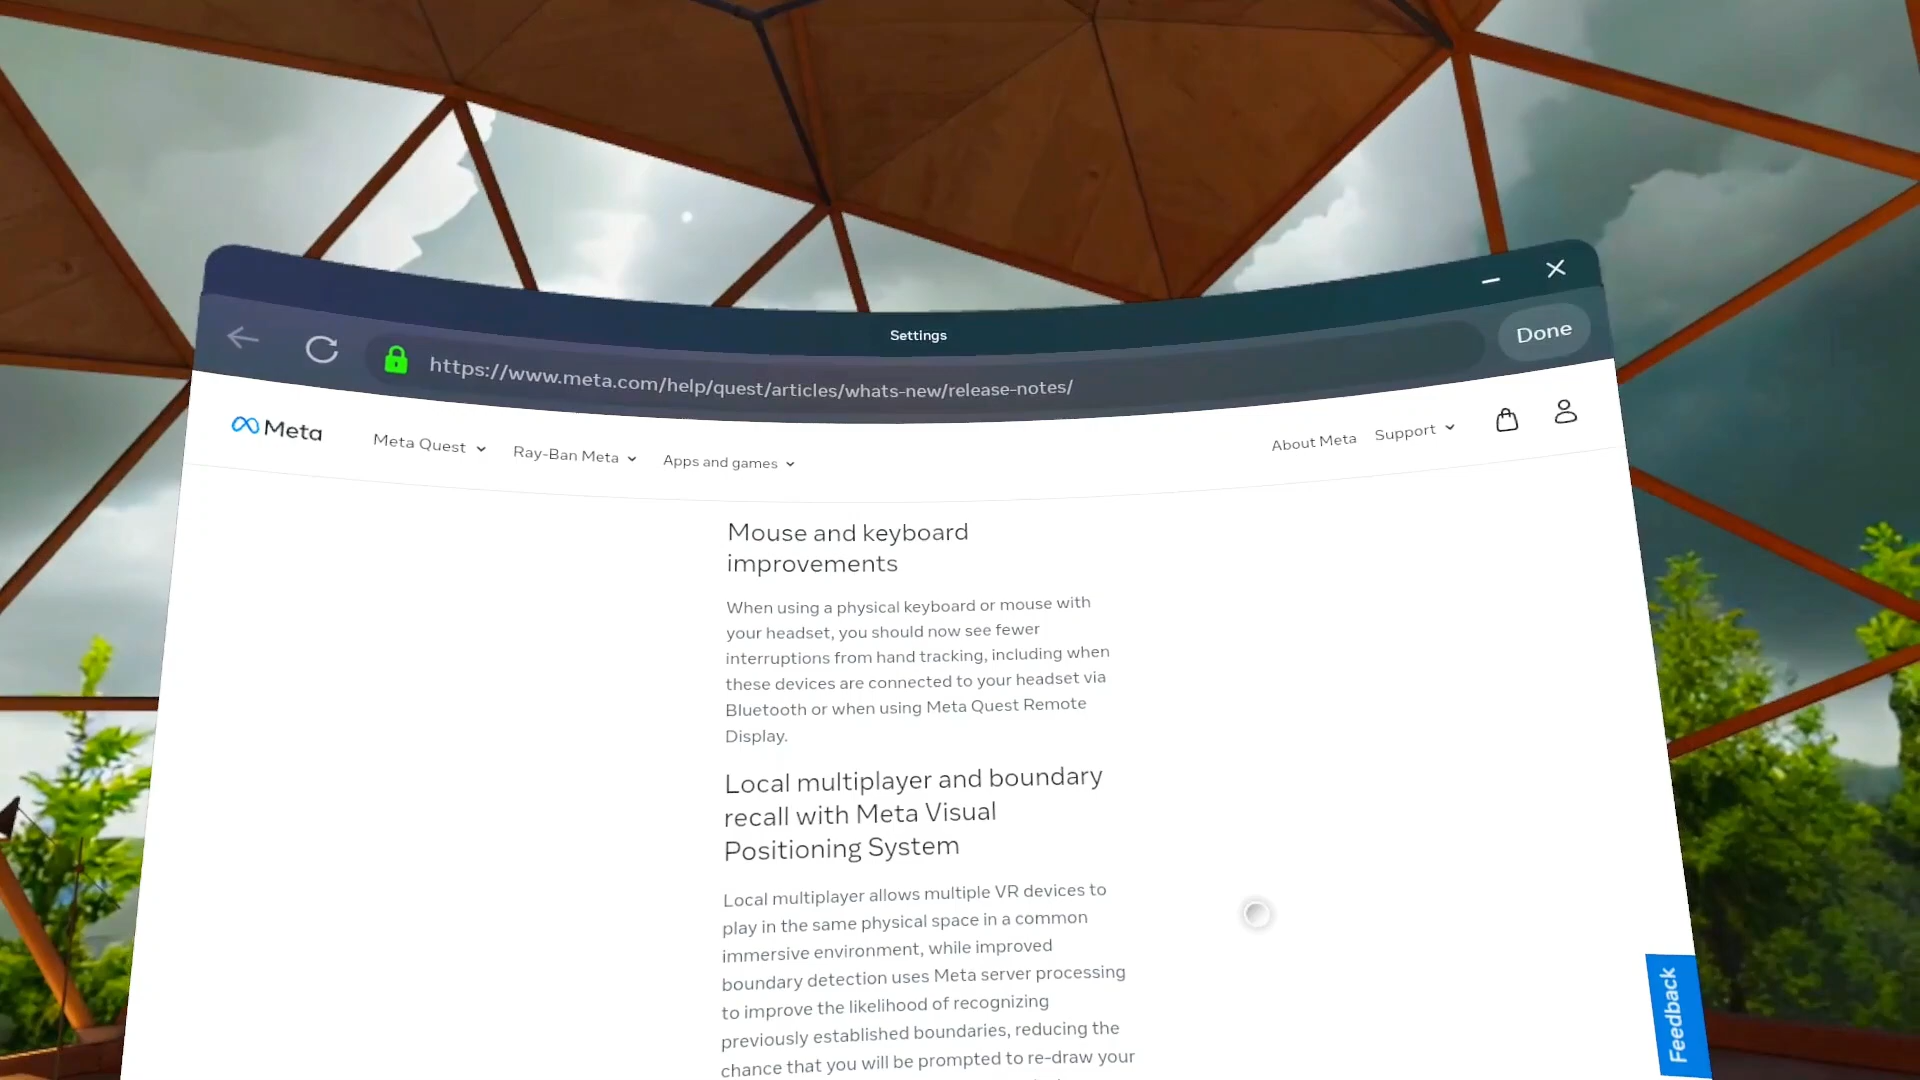 Settings
https://www.meta.com/help/quest/articles/whats-new/release-notes/
Done
Meta
Meta Quest
Ray-Ban Meta
Apps and games
About Meta
Support
Mouse and keyboard
improvements
When using a physical keyboard or mouse with
your headset, you should now see fewer
interruptions from hand tracking, including when
these devices are connected to your headset via
Bluetooth or when using Meta Quest Remote
Display.
Local multiplayer and boundary
recall with Meta Visual
Positioning System
Local multiplayer allows multiple VR devices to
play in the same physical space in a common
immersive environment, while improved
boundary detection uses Meta server processing
to improve the likelihood of recognizing
previously established boundaries, reducing the
chance that you will be prompted to re-draw your
Feedback